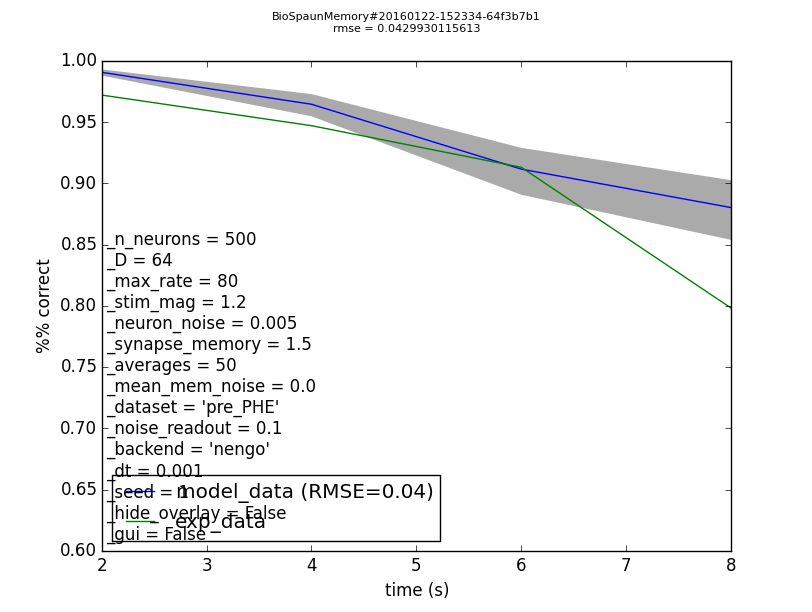 BioSpaunMemory#20160122-152334-64f3b7b1
rmse = 0.0429930115613
1.00
0.95
0.90
0.85
0.80
0.75
0.70
0.65
0.60
%% correct
_n_neurons = 500
_D = 64
_max_rate = 80
_stim_mag = 1.2
_neuron_noise = 0.005
_synapse_memory = 1.5
_averages = 50
_mean_mem_noise = 0.0
_dataset = 'pre_PHE'
_noise_readout = 0.1
_backend = 'nengo'
_dt = 0.001
_seed = 1
_hide_overlay = False
_gui = False
model_data (RMSE=0.04)
exp_data
2 3 4 5 6 7 8
time (s)